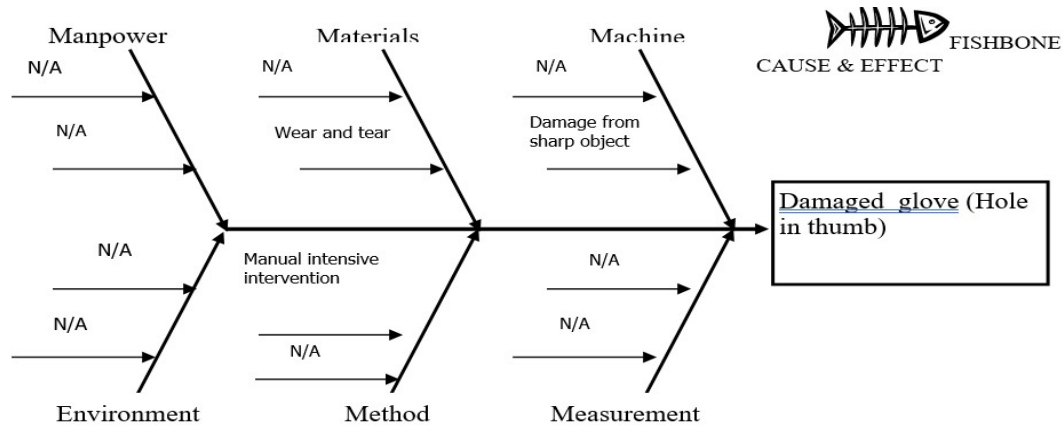 Manpower
Materials
Machine
FISHBONE
CAUSE & EFFECT
N/A
N/A
N/A
N/A
Wear and tear
Damage from
sharp object
Damaged glove (Hole
in thumb)
N/A
Manual intensive
intervention
N/A
N/A
N/A
N/A
Environment
Method
Measurement